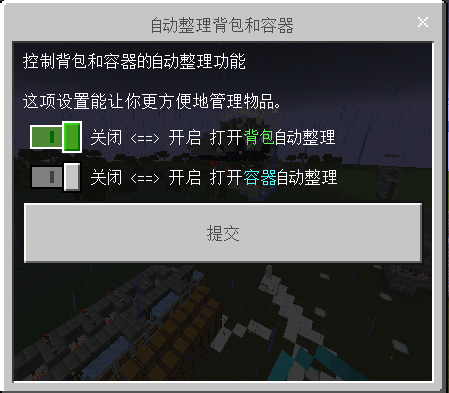 自动整理背包和容器
控制背包和容器的自动整理功能
这项设置能让你更方便地管理物品。
关闭 <==> 开启 打开背包自动整理
关闭 <==> 开启 打开容器自动整理
提交